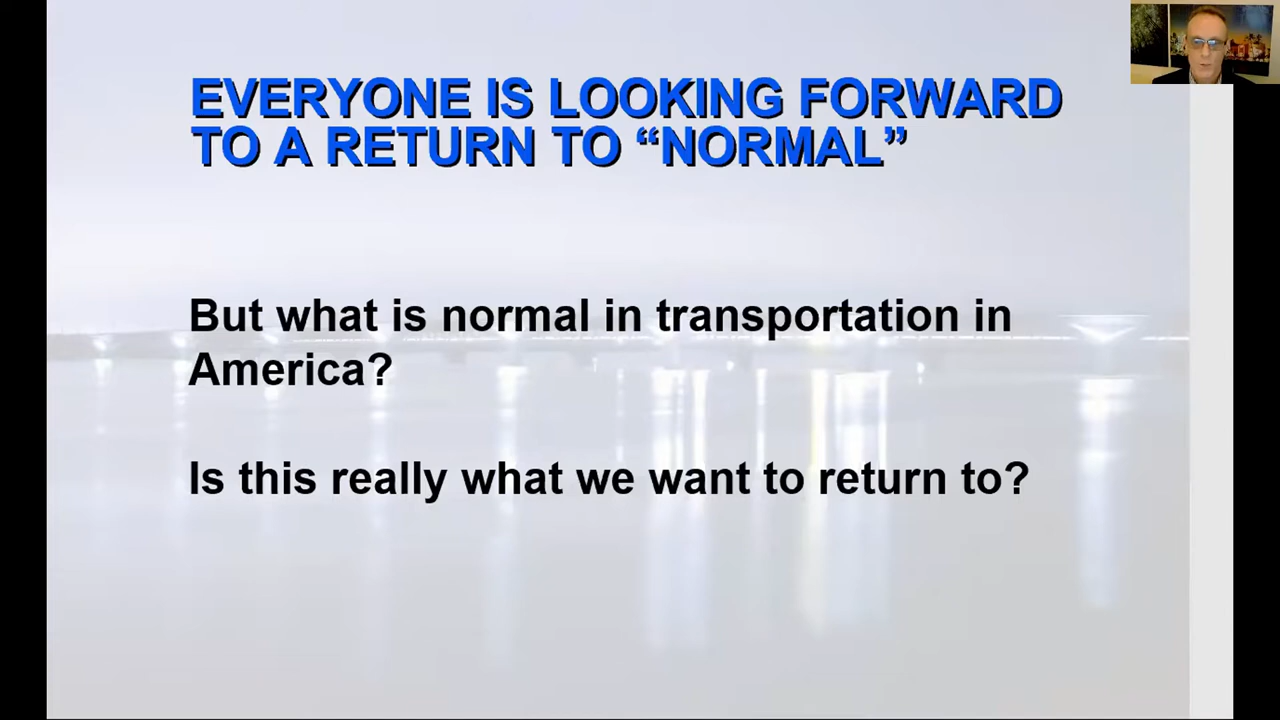 EVERYONE IS LOOKING FORWARD
TO A RETURN TO “NORMAL”
But what is normal in transportation in
America?
Is this really what we want to return to?